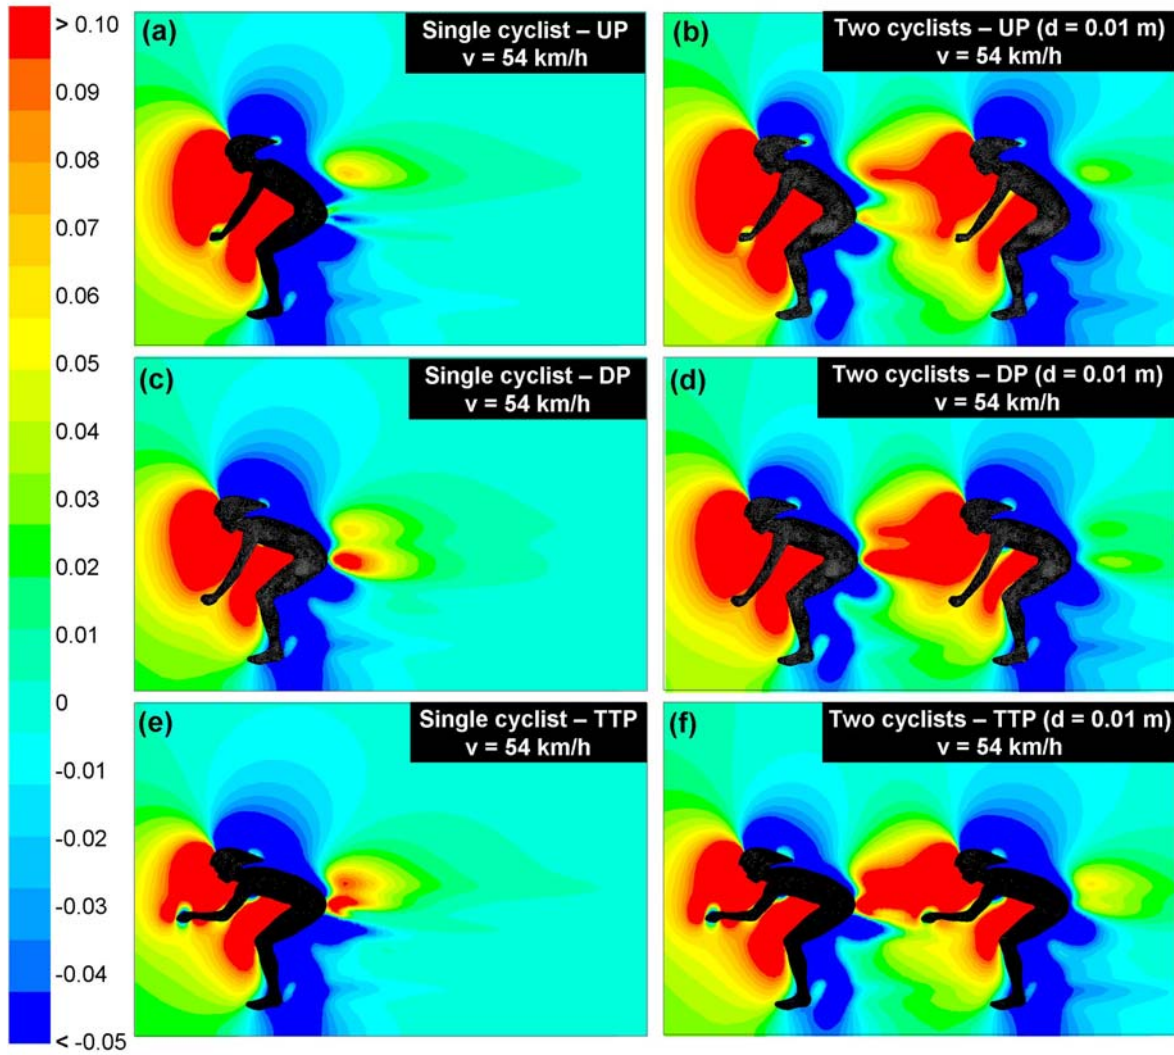 > 0.10
0.09
0.08
0.07
0.06
0.05
0.04
0.03
0.02
0.01
0
-0.01
-0.02
-0.03
-0.04
< -0.05
(a)
Single cyclist – UP
v = 54 km/h
(b)
Two cyclists – UP (d = 0.01 m)
v = 54 km/h
(c)
Single cyclist – DP
v = 54 km/h
(d)
Two cyclists – DP (d = 0.01 m)
v = 54 km/h
(e)
Single cyclist – TTP
v = 54 km/h
(f)
Two cyclists – TTP (d = 0.01 m)
v = 54 km/h